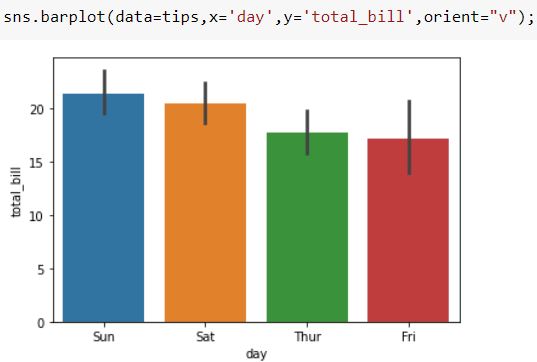 sns.barplot(data=tips,x='day',y='total_bill',orient="v");
20
15
10
5
0
total_bill
Sun Sat Thur Fri
day